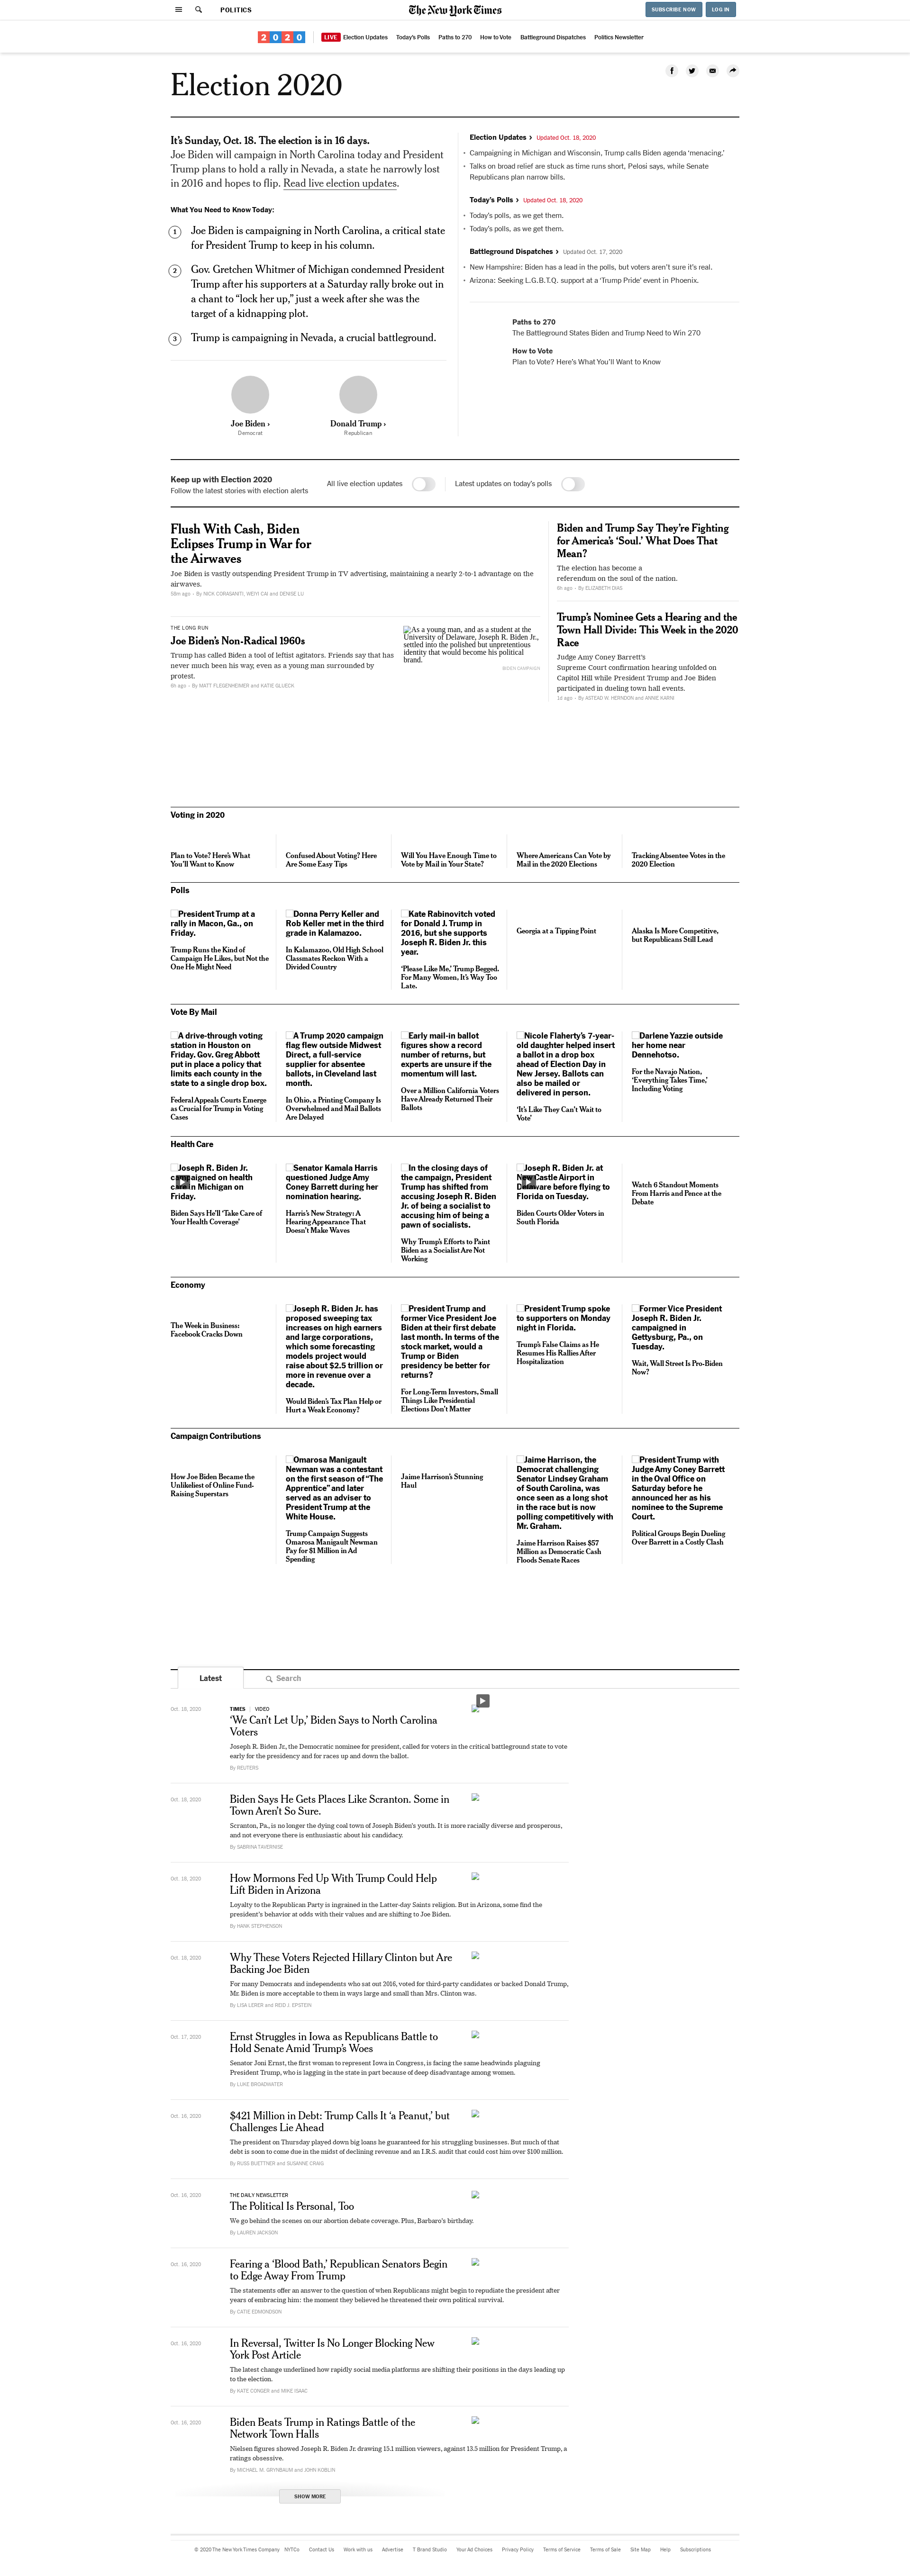 POLITICS
The New York Times
SUBSCRIBE NOW
LOG IN
2020
LIVE Election Updates
Today's Polls
Paths to 270
How to Vote
Battleground Dispatches
Politics Newsletter
Election 2020
It's Sunday, Oct. 18. The election is in 16 days.
Joe Biden will campaign in North Carolina today and President
Trump plans to hold a rally in Nevada, a state he narrowly lost
in 2016 and hopes to flip. Read live election updates.
What You Need to Know Today:
1 Joe Biden is campaigning in North Carolina, a critical state
for President Trump to keep in his column.
2 Gov. Gretchen Whitmer of Michigan condemned President
Trump after his supporters at a Saturday rally broke out in
a chant to “lock her up,” just a week after she was the
target of a kidnapping plot.
3 Trump is campaigning in Nevada, a crucial battleground.
Joe Biden ›
Democrat
Donald Trump ›
Republican
Election Updates › Updated Oct. 18, 2020
• Campaigning in Michigan and Wisconsin, Trump calls Biden agenda ‘menacing.’
• Talks on broad relief are stuck as time runs short, Pelosi says, while Senate
Republicans plan narrow bills.
Today's Polls › Updated Oct. 18, 2020
• Today's polls, as we get them.
• Today's polls, as we get them.
Battleground Dispatches › Updated Oct. 17, 2020
• New Hampshire: Biden has a lead in the polls, but voters aren't sure it's real.
• Arizona: Seeking L.G.B.T.Q. support at a ‘Trump Pride’ event in Phoenix.
Paths to 270
The Battleground States Biden and Trump Need to Win 270
How to Vote
Plan to Vote? Here's What You'll Want to Know
Keep up with Election 2020
Follow the latest stories with election alerts
All live election updates
Latest updates on today's polls
Flush With Cash, Biden
Eclipses Trump in War for
the Airwaves
Joe Biden is vastly outspending President Trump in TV advertising, maintaining a nearly 2-to-1 advantage on the
airwaves.
58m ago – By NICK CORASANITI, WEIYI CAI and DENISE LU
THE LONG RUN
Joe Biden's Non-Radical 1960s
Trump has called Biden a tool of leftist agitators. Friends say that he has
never much been his way, even as a young man surrounded by
protest.
6h ago – By MATT FLEGENHEIMER and KATIE GLUECK
As a young man, and as a student at the
University of Delaware, Joseph R. Biden Jr.,
settled into the polished but unpretentious
identity that would become his political
brand.
BIDEN CAMPAIGN
Biden and Trump Say They're Fighting
for America's ‘Soul.’ What Does That
Mean?
The election has become a
referendum on the soul of the nation.
6h ago – By ELIZABETH DIAS
Trump's Nominee Gets a Hearing and the
Town Hall Divide: This Week in the 2020
Race
Judge Amy Coney Barrett's
Supreme Court confirmation hearing unfolded on
Capitol Hill while President Trump and Joe Biden
participated in dueling town hall events.
1d ago – By ASTEAD W. HERNDON and ANNIE KARNI
Voting in 2020
Plan to Vote? Here's What
You'll Want to Know
Confused About Voting? Here
Are Some Easy Tips
Will You Have Enough Time to
Vote by Mail in Your State?
Where Americans Can Vote by
Mail in the 2020 Elections
Tracking Absentee Votes in the
2020 Election
Polls
President Trump at a
rally in Macon, Ga., on
Friday.
Trump Runs the Kind of
Campaign He Likes, but Not the
One He Might Need
Donna Perry Keller and
Rob Keller met in the third
grade in Kalamazoo.
In Kalamazoo, Old High School
Classmates Reckon With a
Divided Country
Kate Rabinovitch voted
for Donald J. Trump in
2016, but she supports
Joseph R. Biden Jr. this
year.
‘Please Like Me,’ Trump Begged.
For Many Women, It's Way Too
Late.
Georgia at a Tipping Point
Alaska Is More Competitive,
but Republicans Still Lead
Vote By Mail
A drive-through voting
station in Houston on
Friday. Gov. Greg Abbott
put in place a policy that
limits each county in the
state to a single drop box.
Federal Appeals Courts Emerge
as Crucial for Trump in Voting
Cases
A Trump 2020 campaign
flag flew outside Midwest
Direct, a full-service
supplier for absentee
ballots, in Cleveland last
month.
In Ohio, a Printing Company Is
Overwhelmed and Mail Ballots
Are Delayed
Early mail-in ballot
figures show a record
number of returns, but
experts are unsure if the
momentum will last.
Over a Million California Voters
Have Already Returned Their
Ballots
Nicole Flaherty's 7-year-
old daughter helped insert
a ballot in a drop box
ahead of Election Day in
New Jersey. Ballots can
also be mailed or
delivered in person.
‘It's Like They Can't Wait to
Vote’
Darlene Yazzie outside
her home near
Dennehotso.
For the Navajo Nation,
‘Everything Takes Time,’
Including Voting
Health Care
Joseph R. Biden Jr.
campaigned on health
care in Michigan on
Friday.
Biden Says He'll ‘Take Care of
Your Health Coverage’
Senator Kamala Harris
questioned Judge Amy
Coney Barrett during her
nomination hearing.
Harris's New Strategy: A
Hearing Appearance That
Doesn't Make Waves
In the closing days of
the campaign, President
Trump has shifted from
accusing Joseph R. Biden
Jr. of being a socialist to
accusing him of being a
pawn of socialists.
Why Trump's Efforts to Paint
Biden as a Socialist Are Not
Working
Joseph R. Biden Jr. at
New Castle Airport in
Delaware before flying to
Florida on Tuesday.
Biden Courts Older Voters in
South Florida
Watch 6 Standout Moments
From Harris and Pence at the
Debate
Economy
The Week in Business:
Facebook Cracks Down
Joseph R. Biden Jr. has
proposed sweeping tax
increases on high earners
and large corporations,
which some forecasting
models project would
raise about $2.5 trillion or
more in revenue over a
decade.
Would Biden's Tax Plan Help or
Hurt a Weak Economy?
President Trump and
former Vice President Joe
Biden at their first debate
last month. In terms of the
stock market, would a
Trump or Biden
presidency be better for
returns?
For Long-Term Investors, Small
Things Like Presidential
Elections Don't Matter
President Trump spoke
to supporters on Monday
night in Florida.
Trump's False Claims as He
Resumes His Rallies After
Hospitalization
Former Vice President
Joseph R. Biden Jr.
campaigned in
Gettysburg, Pa., on
Tuesday.
Wait, Wall Street Is Pro-Biden
Now?
Campaign Contributions
How Joe Biden Became the
Unlikeliest of Online Fund-
Raising Superstars
Omarosa Manigault
Newman was a contestant
on the first season of “The
Apprentice” and later
served as an adviser to
President Trump at the
White House.
Trump Campaign Suggests
Omarosa Manigault Newman
Pay for $1 Million in Ad
Spending
Jaime Harrison's Stunning
Haul
Jaime Harrison, the
Democrat challenging
Senator Lindsey Graham
of South Carolina, was
once seen as a long shot
in the race but is now
polling competitively with
Mr. Graham.
Jaime Harrison Raises $57
Million as Democratic Cash
Floods Senate Races
President Trump with
Judge Amy Coney Barrett
in the Oval Office on
Saturday before he
announced her as his
nominee to the Supreme
Court.
Political Groups Begin Dueling
Over Barrett in a Costly Clash
Latest
Search
Oct. 18, 2020
TIMES | VIDEO
‘We Can't Let Up,’ Biden Says to North Carolina
Voters
Joseph R. Biden Jr., the Democratic nominee for president, called for voters in the critical battleground state to vote
early for the presidency and for races up and down the ballot.
By REUTERS
Oct. 18, 2020
Biden Says He Gets Places Like Scranton. Some in
Town Aren't So Sure.
Scranton, Pa., is no longer the dying coal town of Joseph Biden's youth. It is more racially diverse and prosperous,
and not everyone there is enthusiastic about his candidacy.
By SABRINA TAVERNISE
Oct. 18, 2020
How Mormons Fed Up With Trump Could Help
Lift Biden in Arizona
Loyalty to the Republican Party is ingrained in the Latter-day Saints religion. But in Arizona, some find the
president's behavior at odds with their values and are shifting to Joe Biden.
By HANK STEPHENSON
Oct. 18, 2020
Why These Voters Rejected Hillary Clinton but Are
Backing Joe Biden
For many Democrats and independents who sat out 2016, voted for third-party candidates or backed Donald Trump,
Mr. Biden is more acceptable to them in ways large and small than Mrs. Clinton was.
By LISA LERER and REID J. EPSTEIN
Oct. 17, 2020
Ernst Struggles in Iowa as Republicans Battle to
Hold Senate Amid Trump's Woes
Senator Joni Ernst, the first woman to represent Iowa in Congress, is facing the same headwinds plaguing
President Trump, who is lagging in the state in part because of deep disadvantage among women.
By LUKE BROADWATER
Oct. 16, 2020
$421 Million in Debt: Trump Calls It ‘a Peanut,’ but
Challenges Lie Ahead
The president on Thursday played down big loans he guaranteed for his struggling businesses. But much of that
debt is soon to come due in the midst of declining revenue and an I.R.S. audit that could cost him over $100 million.
By RUSS BUETTNER and SUSANNE CRAIG
Oct. 16, 2020
THE DAILY NEWSLETTER
The Political Is Personal, Too
We go behind the scenes on our abortion debate coverage. Plus, Barbaro's birthday.
By LAUREN JACKSON
Oct. 16, 2020
Fearing a ‘Blood Bath,’ Republican Senators Begin
to Edge Away From Trump
The statements offer an answer to the question of when Republicans might begin to repudiate the president after
years of embracing him: the moment they believed he threatened their own political survival.
By CATIE EDMONDSON
Oct. 16, 2020
In Reversal, Twitter Is No Longer Blocking New
York Post Article
The latest change underlined how rapidly social media platforms are shifting their positions in the days leading up
to the election.
By KATE CONGER and MIKE ISAAC
Oct. 16, 2020
Biden Beats Trump in Ratings Battle of the
Network Town Halls
Nielsen figures showed Joseph R. Biden Jr. drawing 15.1 million viewers, against 13.5 million for President Trump, a
ratings obsessive.
By MICHAEL M. GRYNBAUM and JOHN KOBLIN
SHOW MORE
© 2020 The New York Times Company
NYTCo
Contact Us
Work with us
Advertise
T Brand Studio
Your Ad Choices
Privacy Policy
Terms of Service
Terms of Sale
Site Map
Help
Subscriptions